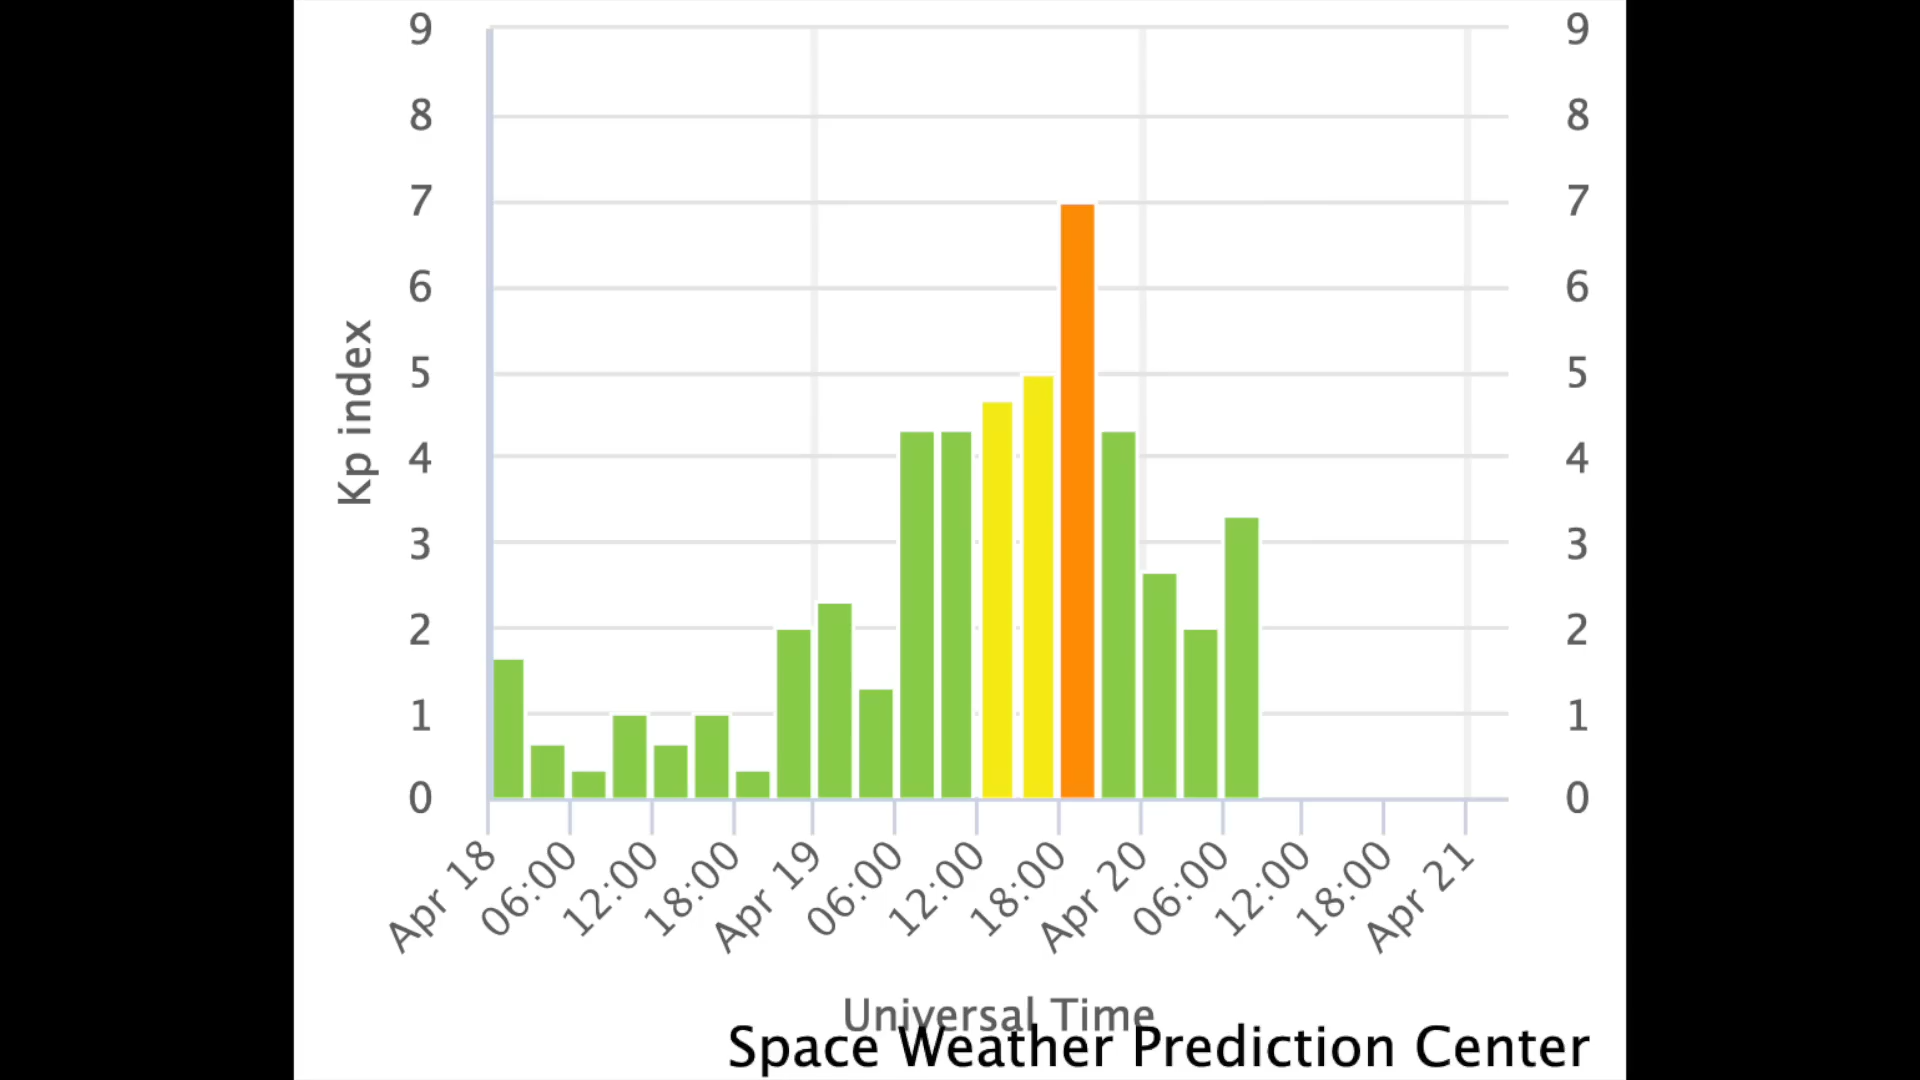 9 9
8 8
7 7
6 6
5 5
4 4
3 3
2 2
1 1
0 0
Kp index
Apr 18 06:00 12:00 18:00 Apr 19 06:00 12:00 18:00 Apr 20 06:00 12:00 18:00 Apr 21
Universal Time
Space Weather Prediction Center